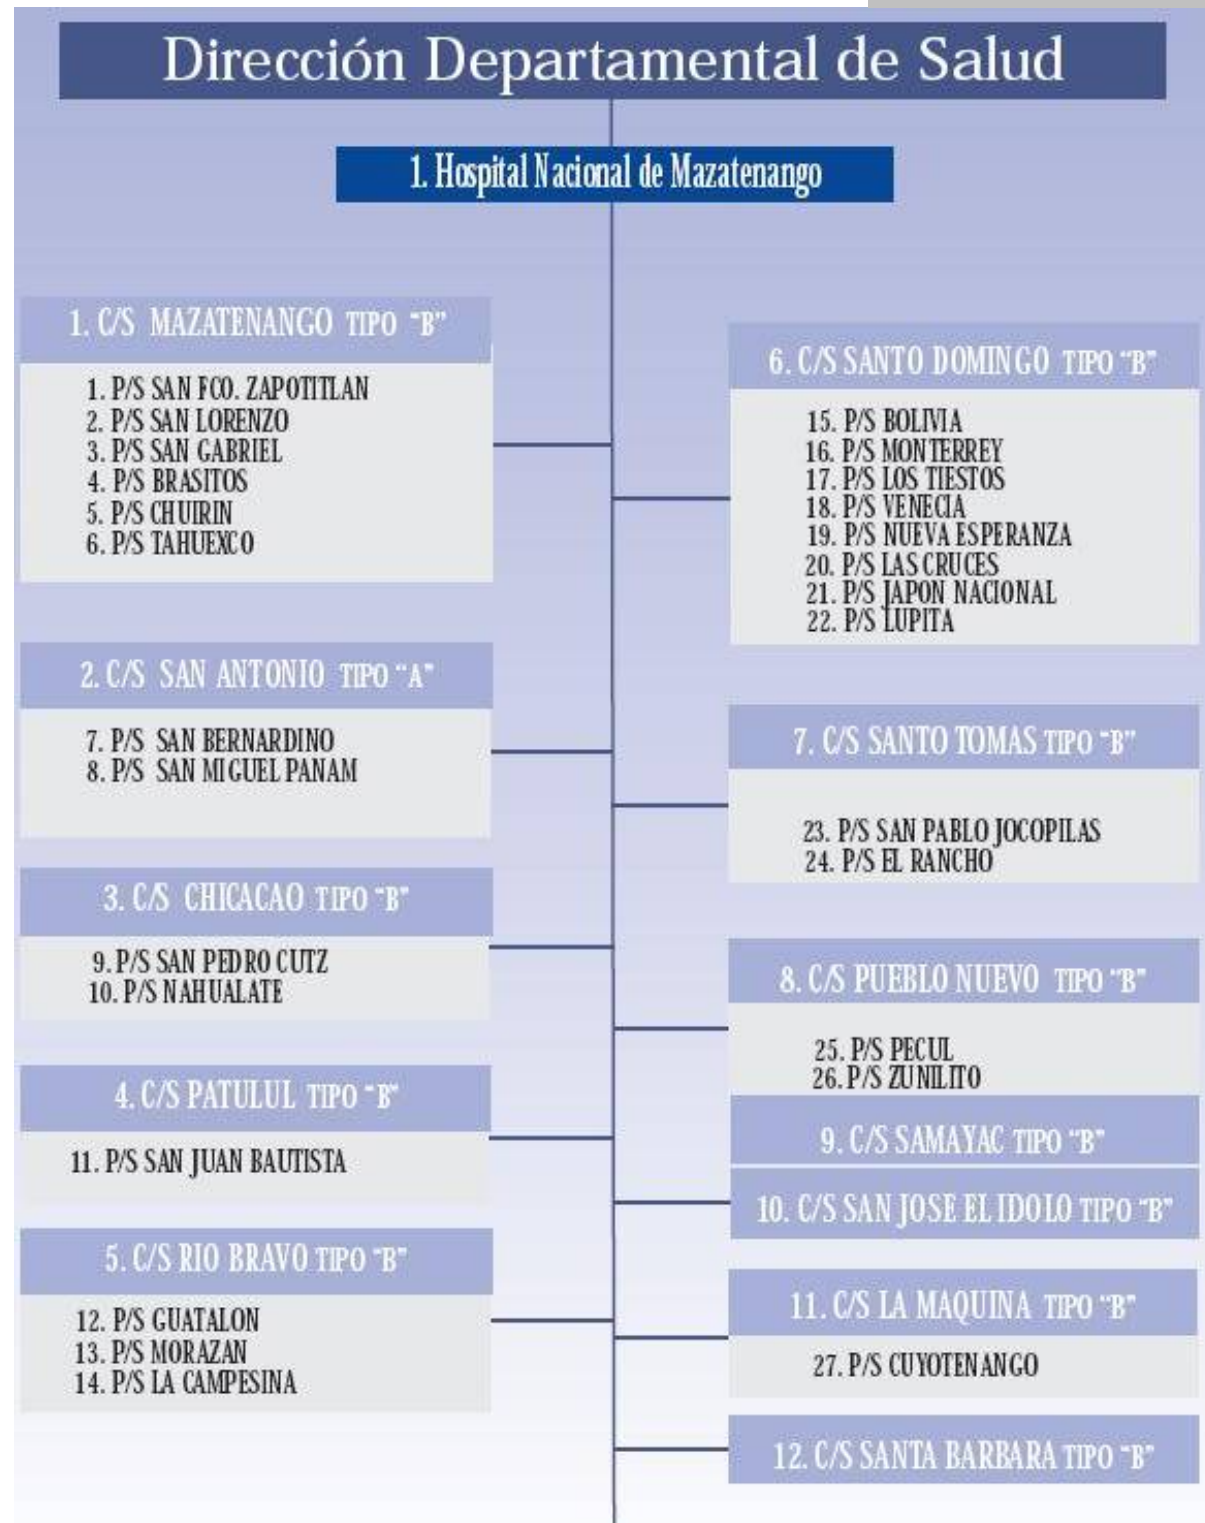 Dirección Departamental de Salud
1. Hospital Nacional de Mazatenango
1. C/S MAZATENANGO TIPO "B"
1. P/S SAN FCO. ZAPOTITLAN
2. P/S SAN LORENZO
3. P/S SAN GABRIEL
4. P/S BRASITOS
5. P/S CHUIRIN
6. P/S TAHUEXCO
2. C/S SAN ANTONIO TIPO "A"
7. P/S SAN BERNARDINO
8. P/S SAN MIGUEL PANAM
3. C/S CHICACAO TIPO "B"
9. P/S SAN PEDRO CUTZ
10. P/S NAHUALATE
4. C/S PATULUL TIPO "B"
11. P/S SAN JUAN BAUTISTA
5. C/S RIO BRAVO TIPO "B"
12. P/S GUATALON
13. P/S MORAZAN
14. P/S LA CAMPESINA
6. C/S SANTO DOMINGO TIPO "B"
15. P/S BOLIVIA
16. P/S MONTERREY
17. P/S LOS TIESTOS
18. P/S VENECIA
19. P/S NUEVA ESPERANZA
20. P/S LAS CRUCES
21. P/S JAPON NACIONAL
22. P/S LUPITA
7. C/S SANTO TOMAS TIPO "B"
23. P/S SAN PABLO JOCOPILAS
24. P/S EL RANCHO
8. C/S PUEBLO NUEVO TIPO "B"
25. P/S PECUL
26. P/S ZUNILITO
9. C/S SAMAYAC TIPO "B"
10. C/S SAN JOSE EL IDOLO TIPO "B"
11. C/S LA MAQUINA TIPO "B"
27. P/S CUYOTENANGO
12. C/S SANTA BARBARA TIPO "B"